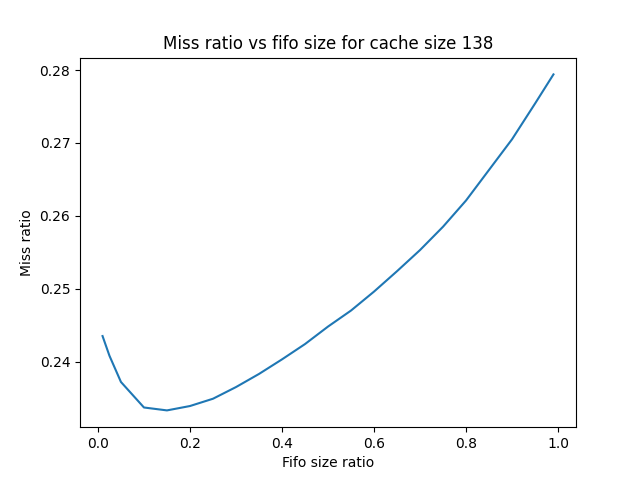 Miss ratio vs fifo size for cache size 138
0.28
0.27
0.26
0.25
0.24
Miss ratio
0.0 0.2 0.4 0.6 0.8 1.0
Fifo size ratio